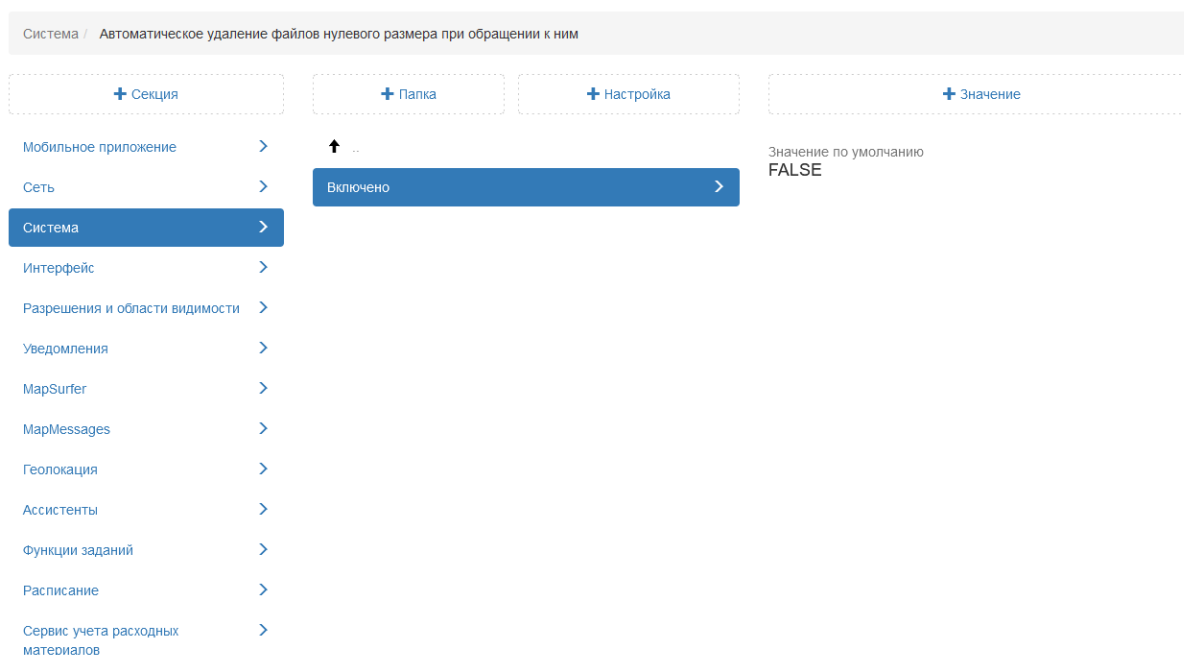 Система / Автоматическое удаление файлов нулевого размера при обращении к ним
+ Секция
+ Папка
+ Настройка
+ Значение
Мобильное приложение
Сеть
Система
Интерфейс
Разрешения и области видимости
Уведомления
MapSurfer
MapMessages
Геолокация
Ассистенты
Функции заданий
Расписание
Сервис учета расходных
материалов
..
Включено
Значение по умолчанию
FALSE